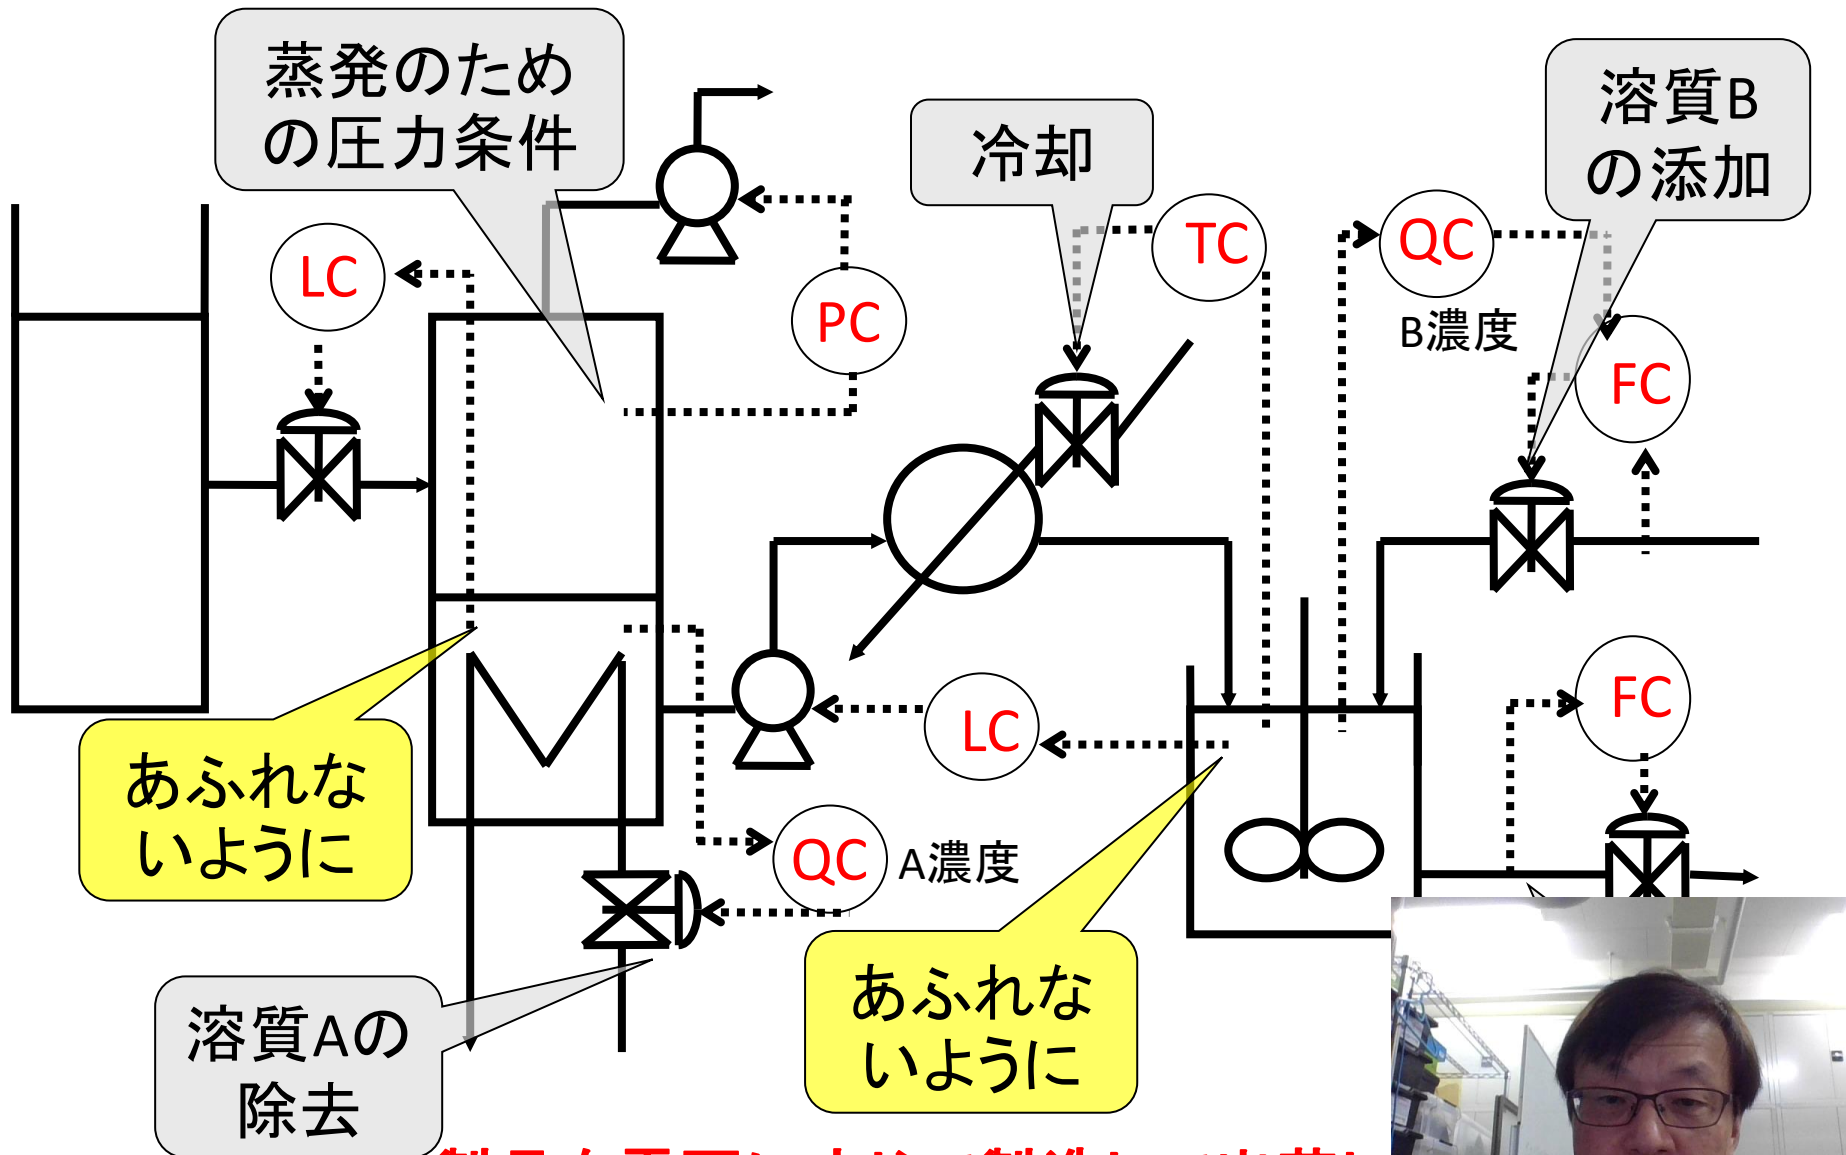 蒸発のため
の圧力条件
冷却
溶質B
の添加
LC
PC
TC
QC
B濃度
FC
あふれな
いように
LC
FC
QC
A濃度
あふれな
いように
溶質Aの
除去